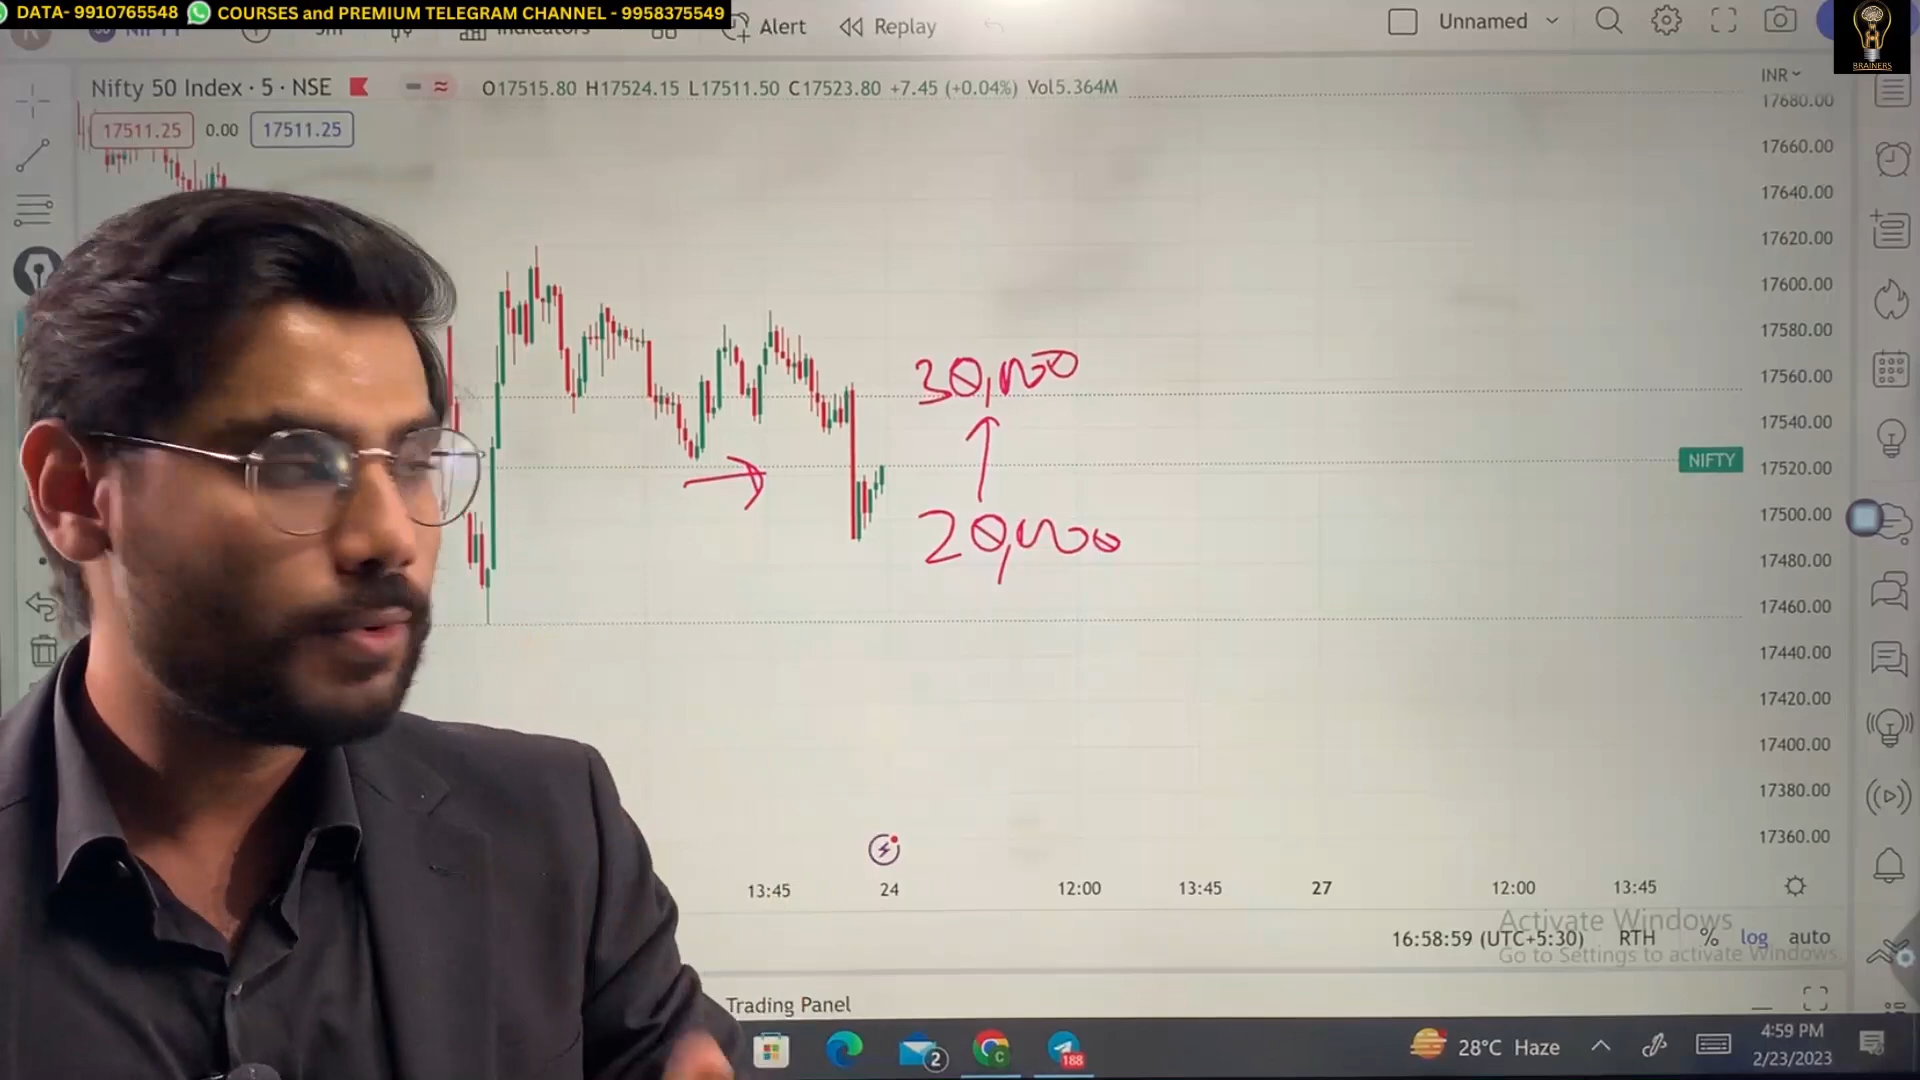 DATA- 9910765548 COURSES and PREMIUM TELEGRAM CHANNEL - 9958375549
NIFTY 5m Indicators Alert Replay Unnamed
BRAINERS
Nifty 50 Index · 5 · NSE O17515.80 H17524.15 L17511.50 C17523.80 +7.45 (+0.04%) Vol5.364M
INR
17511.25 0.00 17511.25
17680.00
17660.00
17640.00
17620.00
17600.00
17580.00
17560.00
17540.00
17520.00
17500.00
17480.00
17460.00
17440.00
17420.00
17400.00
17380.00
17360.00
30,000
NIFTY
20,000
13:45 24 12:00 13:45 27 12:00 13:45
Activate Windows
16:58:59 (UTC+5:30) RTH % log auto
Go to Settings to activate Windows.
Trading Panel
2 C 188 28°C Haze
4:59 PM
2/23/2023